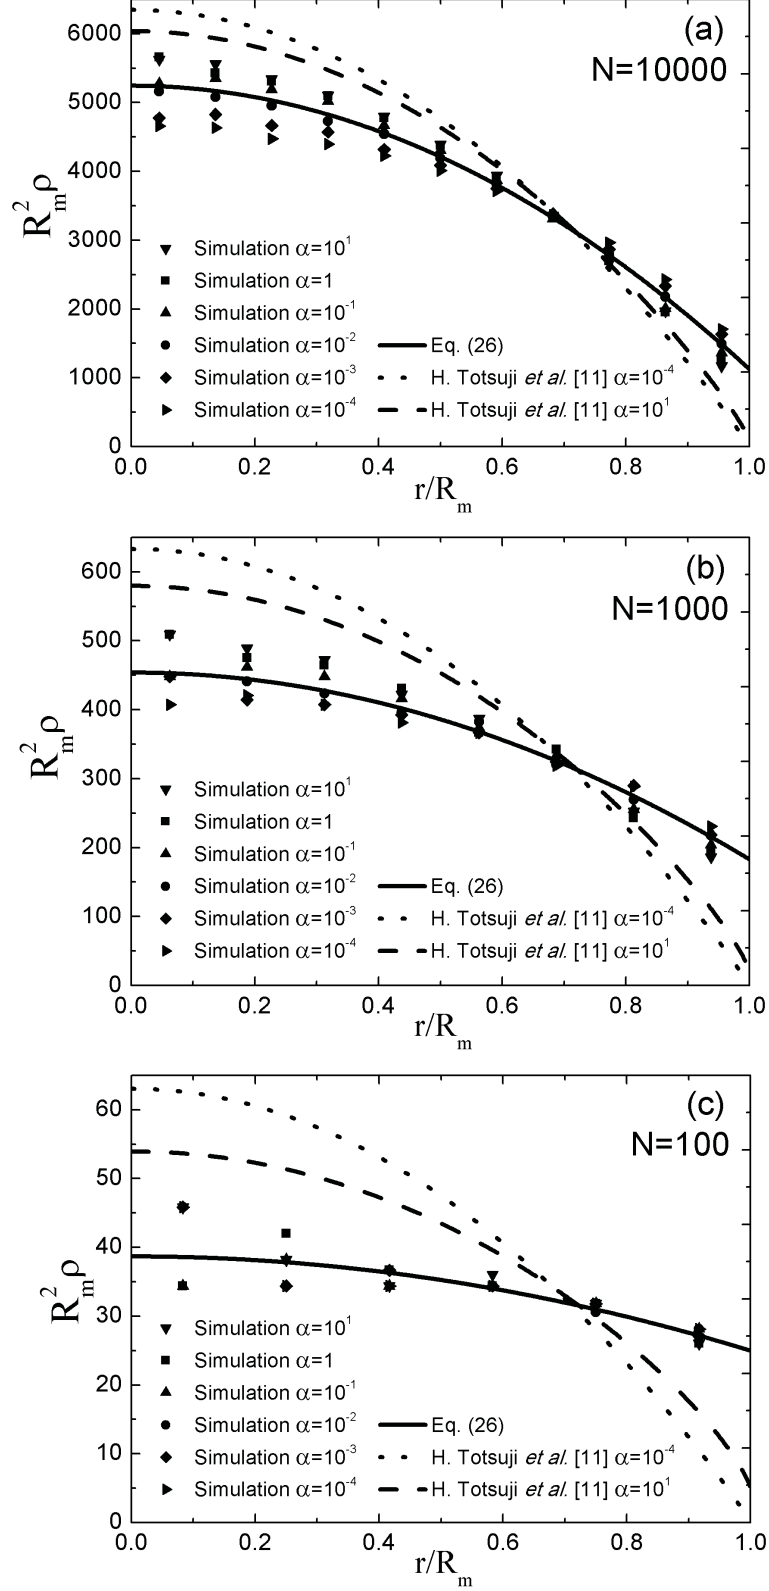 (a)
N=10000
6000
5000
4000
3000
2000
1000
0
R²ₘρ
Simulation α=10¹
Simulation α=1
Simulation α=10⁻¹
Simulation α=10⁻²
Simulation α=10⁻³
Simulation α=10⁻⁴
Eq. (26)
H. Totsuji et al. [11] α=10⁻⁴
H. Totsuji et al. [11] α=10¹
0.0 0.2 0.4 0.6 0.8 1.0
r/Rₘ
(b)
N=1000
600
500
400
300
200
100
0
R²ₘρ
Simulation α=10¹
Simulation α=1
Simulation α=10⁻¹
Simulation α=10⁻²
Simulation α=10⁻³
Simulation α=10⁻⁴
Eq. (26)
H. Totsuji et al. [11] α=10⁻⁴
H. Totsuji et al. [11] α=10¹
0.0 0.2 0.4 0.6 0.8 1.0
r/Rₘ
(c)
N=100
60
50
40
30
20
10
0
R²ₘρ
Simulation α=10¹
Simulation α=1
Simulation α=10⁻¹
Simulation α=10⁻²
Simulation α=10⁻³
Simulation α=10⁻⁴
Eq. (26)
H. Totsuji et al. [11] α=10⁻⁴
H. Totsuji et al. [11] α=10¹
0.0 0.2 0.4 0.6 0.8 1.0
r/Rₘ